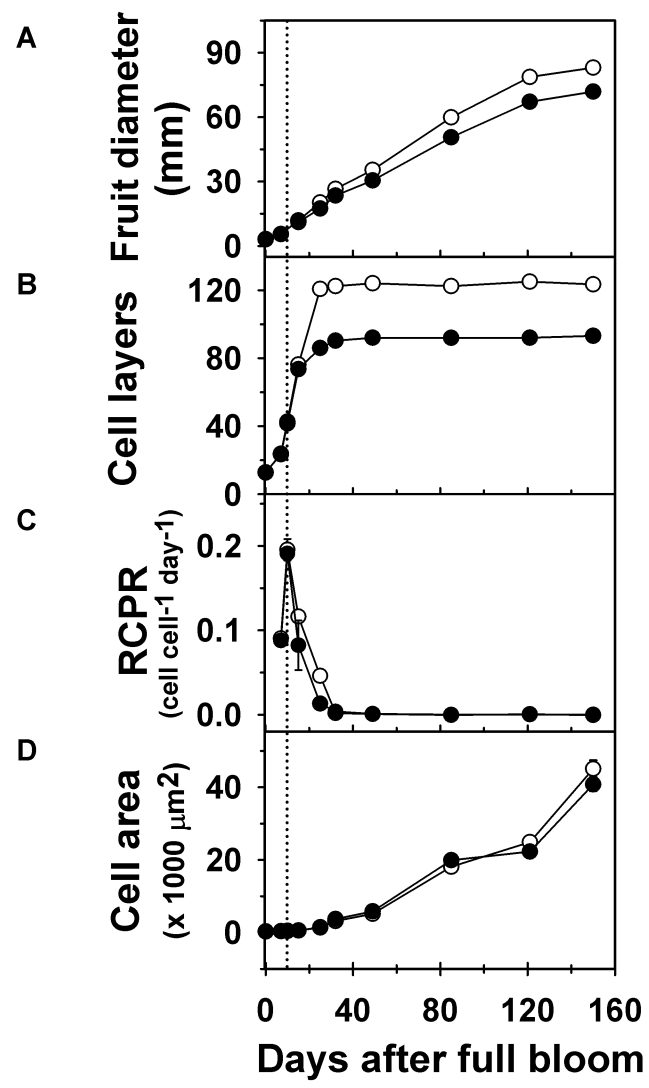 A
Fruit diameter
(mm)
90
60
30
0
B
Cell layers
120
80
40
0
C
RCPR
(cell cell-1 day-1)
0.2
0.1
0.0
D
Cell area
(x 1000 μm2)
40
20
0
0 40 80 120 160
Days after full bloom